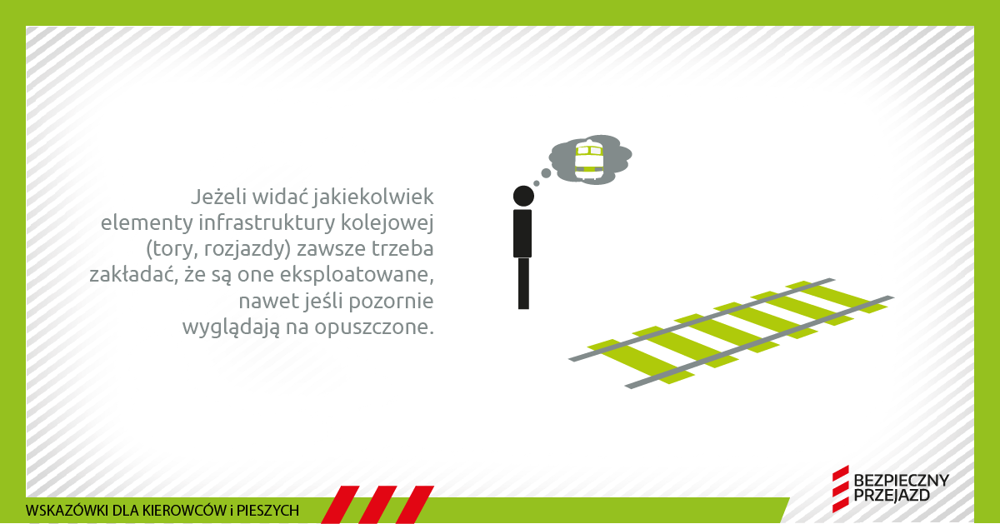 Jeżeli widać jakiekolwiek
elementy infrastruktury kolejowej
(tory, rozjazdy) zawsze trzeba
zakładać, że są one eksploatowane,
nawet jeśli pozornie
wyglądają na opuszczone.
WSKAZÓWKI DLA KIEROWCÓW i PIESZYCH
BEZPIECZNY
PRZEJAZD